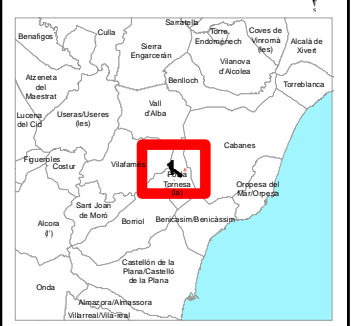 s
Sarratella
Benafigos
Culla
Torre
Endoménech
Coves de
Vinromà
(les)
Alcalà de
Xivert
Sierra
Engarcerán
Vilanova
d'Alcolea
Benlloch
Torreblanca
Atzeneta
del
Maestrat
Vall
d'Alba
Lucena
del Cid
Useras/Useres
(les)
Cabanes
Figueroles
Costur
Vilafamés
Pobla
Tornesa
(la)
Oropesa del
Mar/Orpesa
Sant Joan
de Moró
Borriol
Benicasim/Benicàssim
Alcora
(l')
Castellón de la
Plana/Castelló
de la Plana
Onda
Almazora/Almassora
Villarreal/Vila-real